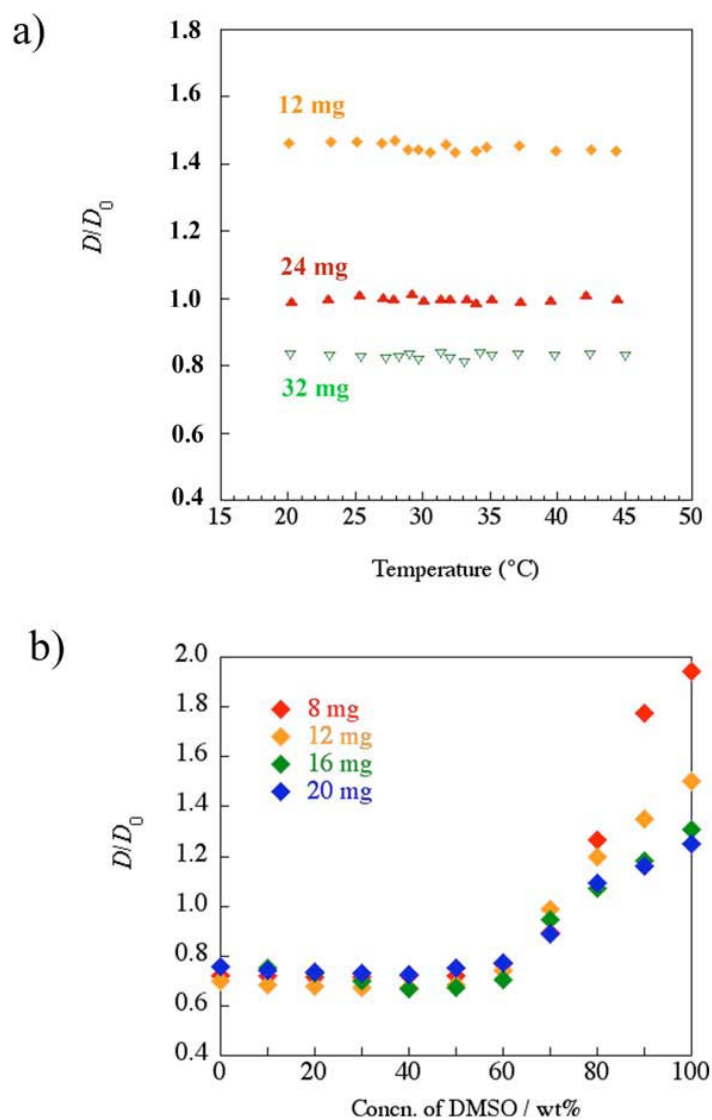 a)
1.8
1.6
12 mg
1.4
1.2
D/D0
24 mg
1.0
0.8
32 mg
0.6
0.4
15 20 25 30 35 40 45 50
Temperature (°C)
b)
2.0
8 mg
1.8
12 mg
1.6
16 mg
20 mg
1.4
D/D0
1.2
1.0
0.8
0.6
0.4
0 20 40 60 80 100
Concn. of DMSO / wt%